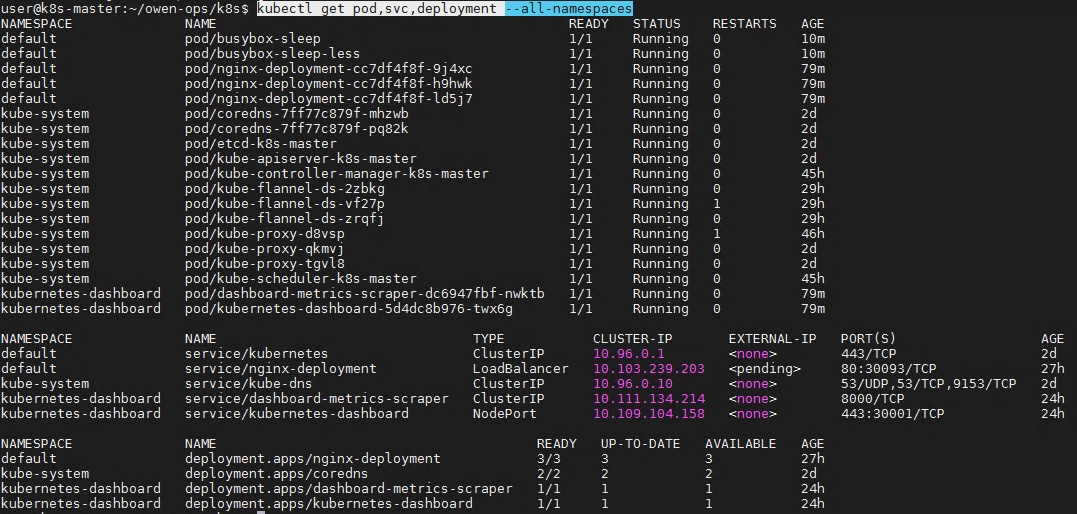 user@k8s-master:~/owen-ops/k8s$ kubectl get pod,svc,deployment --all-namespaces
NAMESPACE NAME READY STATUS RESTARTS AGE
default pod/busybox-sleep 1/1 Running 0 10m
default pod/busybox-sleep-less 1/1 Running 0 10m
default pod/nginx-deployment-cc7df4f8f-9j4xc 1/1 Running 0 79m
default pod/nginx-deployment-cc7df4f8f-h9hwk 1/1 Running 0 79m
default pod/nginx-deployment-cc7df4f8f-ld5j7 1/1 Running 0 79m
kube-system pod/coredns-7ff77c879f-mhzwb 1/1 Running 0 2d
kube-system pod/coredns-7ff77c879f-pq82k 1/1 Running 0 2d
kube-system pod/etcd-k8s-master 1/1 Running 0 2d
kube-system pod/kube-apiserver-k8s-master 1/1 Running 0 2d
kube-system pod/kube-controller-manager-k8s-master 1/1 Running 0 45h
kube-system pod/kube-flannel-ds-2zbkg 1/1 Running 0 29h
kube-system pod/kube-flannel-ds-vf27p 1/1 Running 1 29h
kube-system pod/kube-flannel-ds-zrqfj 1/1 Running 0 29h
kube-system pod/kube-proxy-d8vsp 1/1 Running 1 46h
kube-system pod/kube-proxy-qkmvj 1/1 Running 0 2d
kube-system pod/kube-proxy-tgvl8 1/1 Running 0 2d
kube-system pod/kube-scheduler-k8s-master 1/1 Running 0 45h
kubernetes-dashboard pod/dashboard-metrics-scraper-dc6947fbf-nwktb 1/1 Running 0 79m
kubernetes-dashboard pod/kubernetes-dashboard-5d4dc8b976-twx6g 1/1 Running 0 79m
NAMESPACE NAME TYPE CLUSTER-IP EXTERNAL-IP PORT(S) AGE
default service/kubernetes ClusterIP 10.96.0.1 <none> 443/TCP 2d
default service/nginx-deployment LoadBalancer 10.103.239.203 <pending> 80:30093/TCP 27h
kube-system service/kube-dns ClusterIP 10.96.0.10 <none> 53/UDP,53/TCP,9153/TCP 2d
kubernetes-dashboard service/dashboard-metrics-scraper ClusterIP 10.111.134.214 <none> 8000/TCP 24h
kubernetes-dashboard service/kubernetes-dashboard NodePort 10.109.104.158 <none> 443:30001/TCP 24h
NAMESPACE NAME READY UP-TO-DATE AVAILABLE AGE
default deployment.apps/nginx-deployment 3/3 3 3 27h
kube-system deployment.apps/coredns 2/2 2 2 2d
kubernetes-dashboard deployment.apps/dashboard-metrics-scraper 1/1 1 1 24h
kubernetes-dashboard deployment.apps/kubernetes-dashboard 1/1 1 1 24h